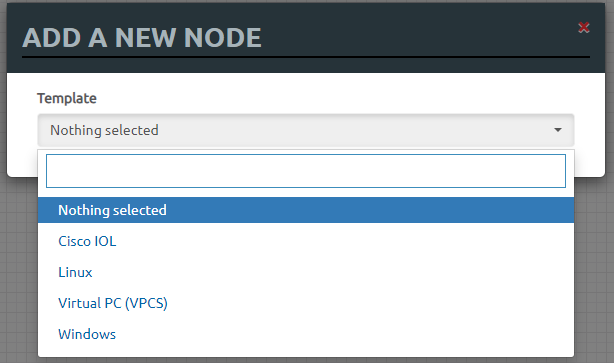 ADD A NEW NODE
Template
Nothing selected
Nothing selected
Cisco IOL
Linux
Virtual PC (VPCS)
Windows